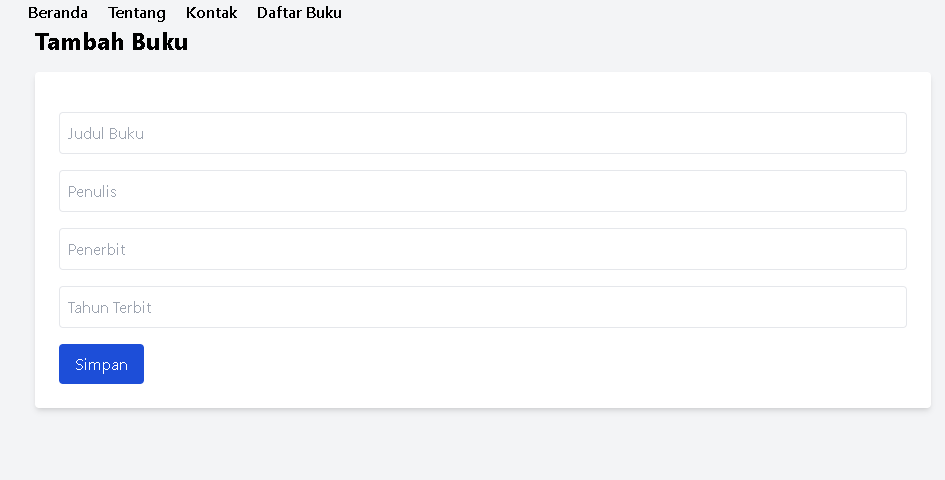 Beranda Tentang Kontak Daftar Buku
Tambah Buku
Judul Buku
Penulis
Penerbit
Tahun Terbit
Simpan